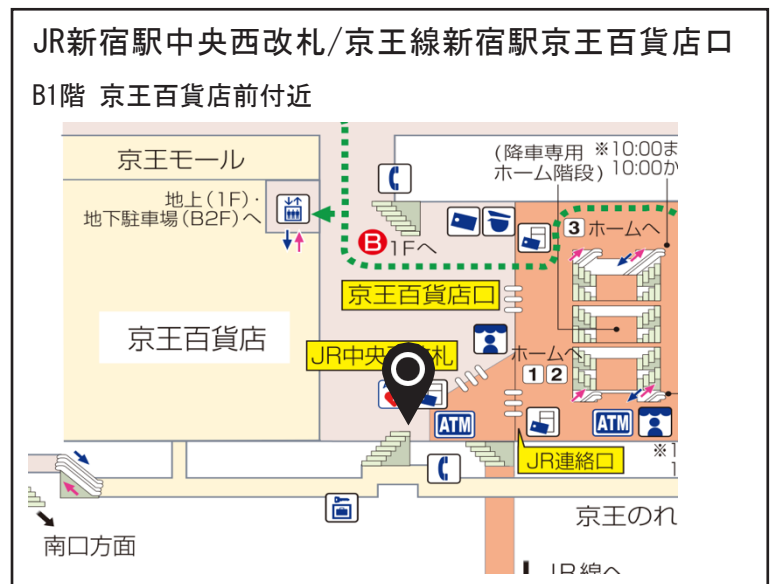 JR新宿駅中央西改札/京王線新宿駅京王百貨店口
B1階 京王百貨店前付近
京王モール
(降車専用
ホーム階段)
※10:00ま
10:00か
地上(1F)・
地下駐車場(B2F)へ
3 ホームへ
B 1Fへ
京王百貨店口
京王百貨店
JR中央西改札
ホームへ
1 2
ATM
ATM
JR連絡口
※1
1
京王のれ
南口方面
JR線へ